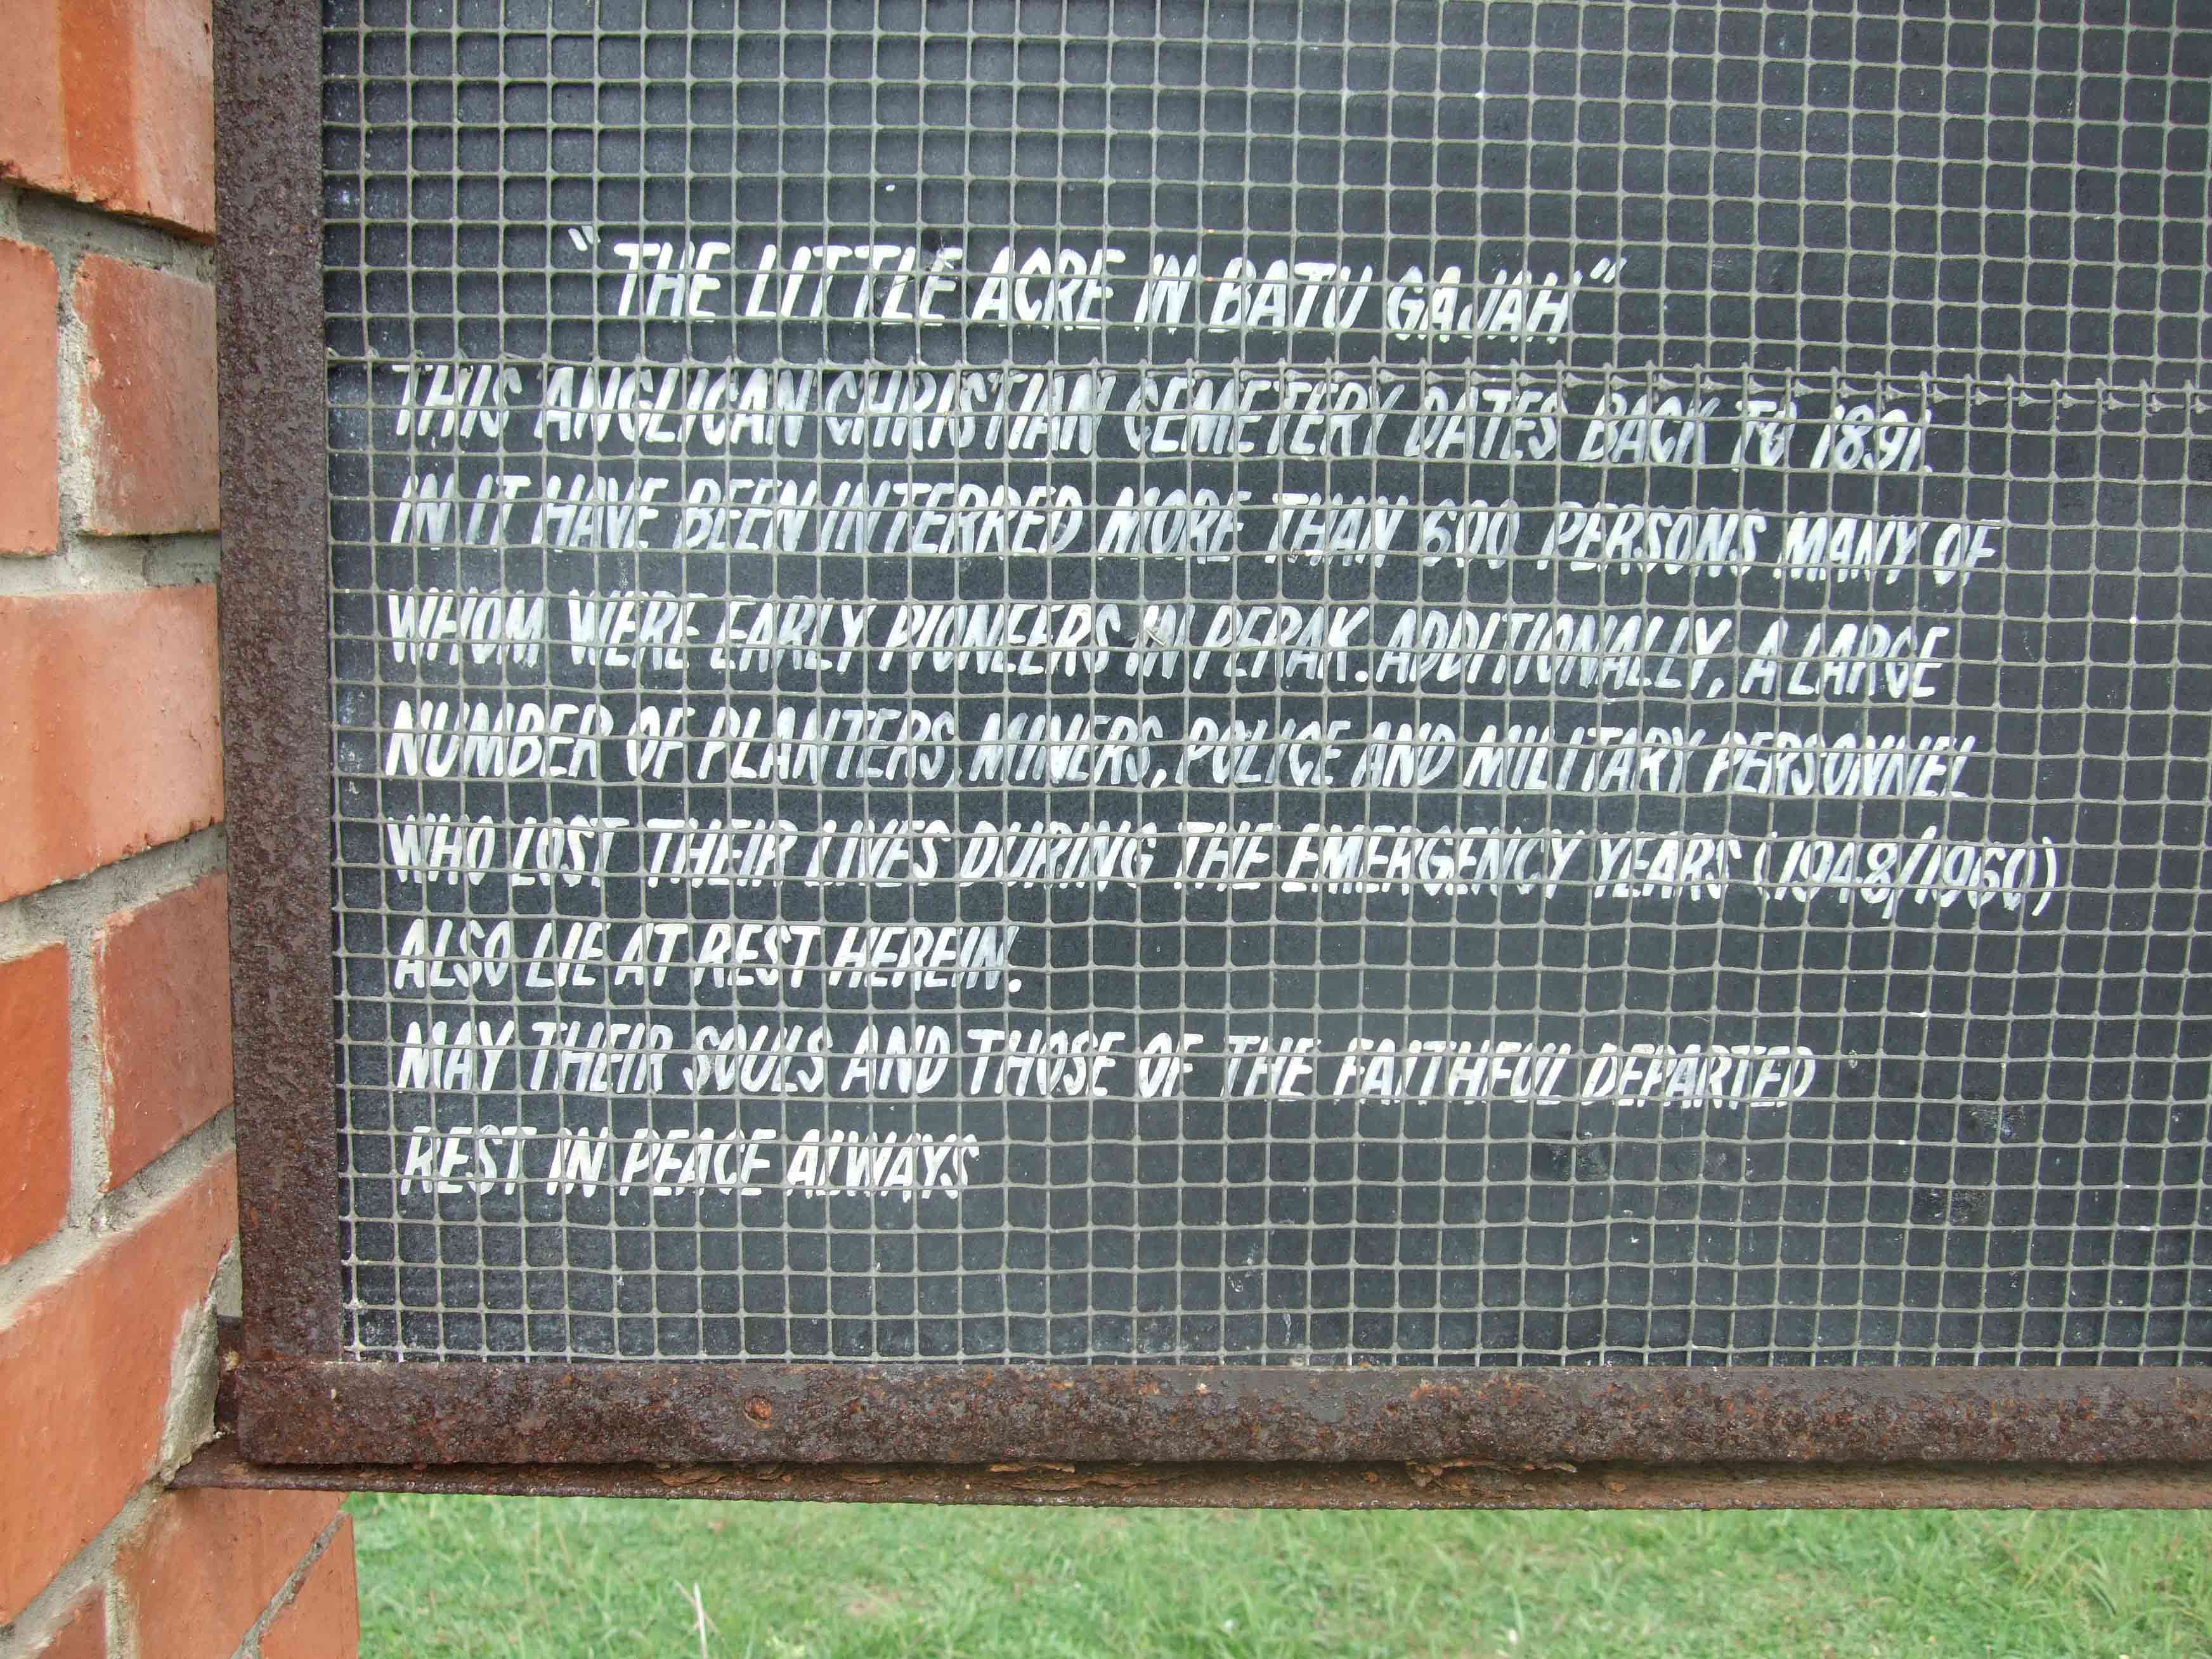 "THE LITTLE ACRE IN BATU GAJAH"
THIS ANGLICAN CHRISTIAN CEMETERY DATES BACK TO 1891.
IN IT HAVE BEEN INTERRED MORE THAN 600 PERSONS MANY OF
WHOM WERE EARLY PIONEERS IN PERAK. ADDITIONALLY, A LARGE
NUMBER OF PLANTERS, MINERS, POLICE AND MILITARY PERSONNEL
WHO LOST THEIR LIVES DURING THE EMERGENCY YEARS (1948/1960)
ALSO LIE AT REST HEREIN.
MAY THEIR SOULS AND THOSE OF THE FAITHFUL DEPARTED
REST IN PEACE ALWAYS